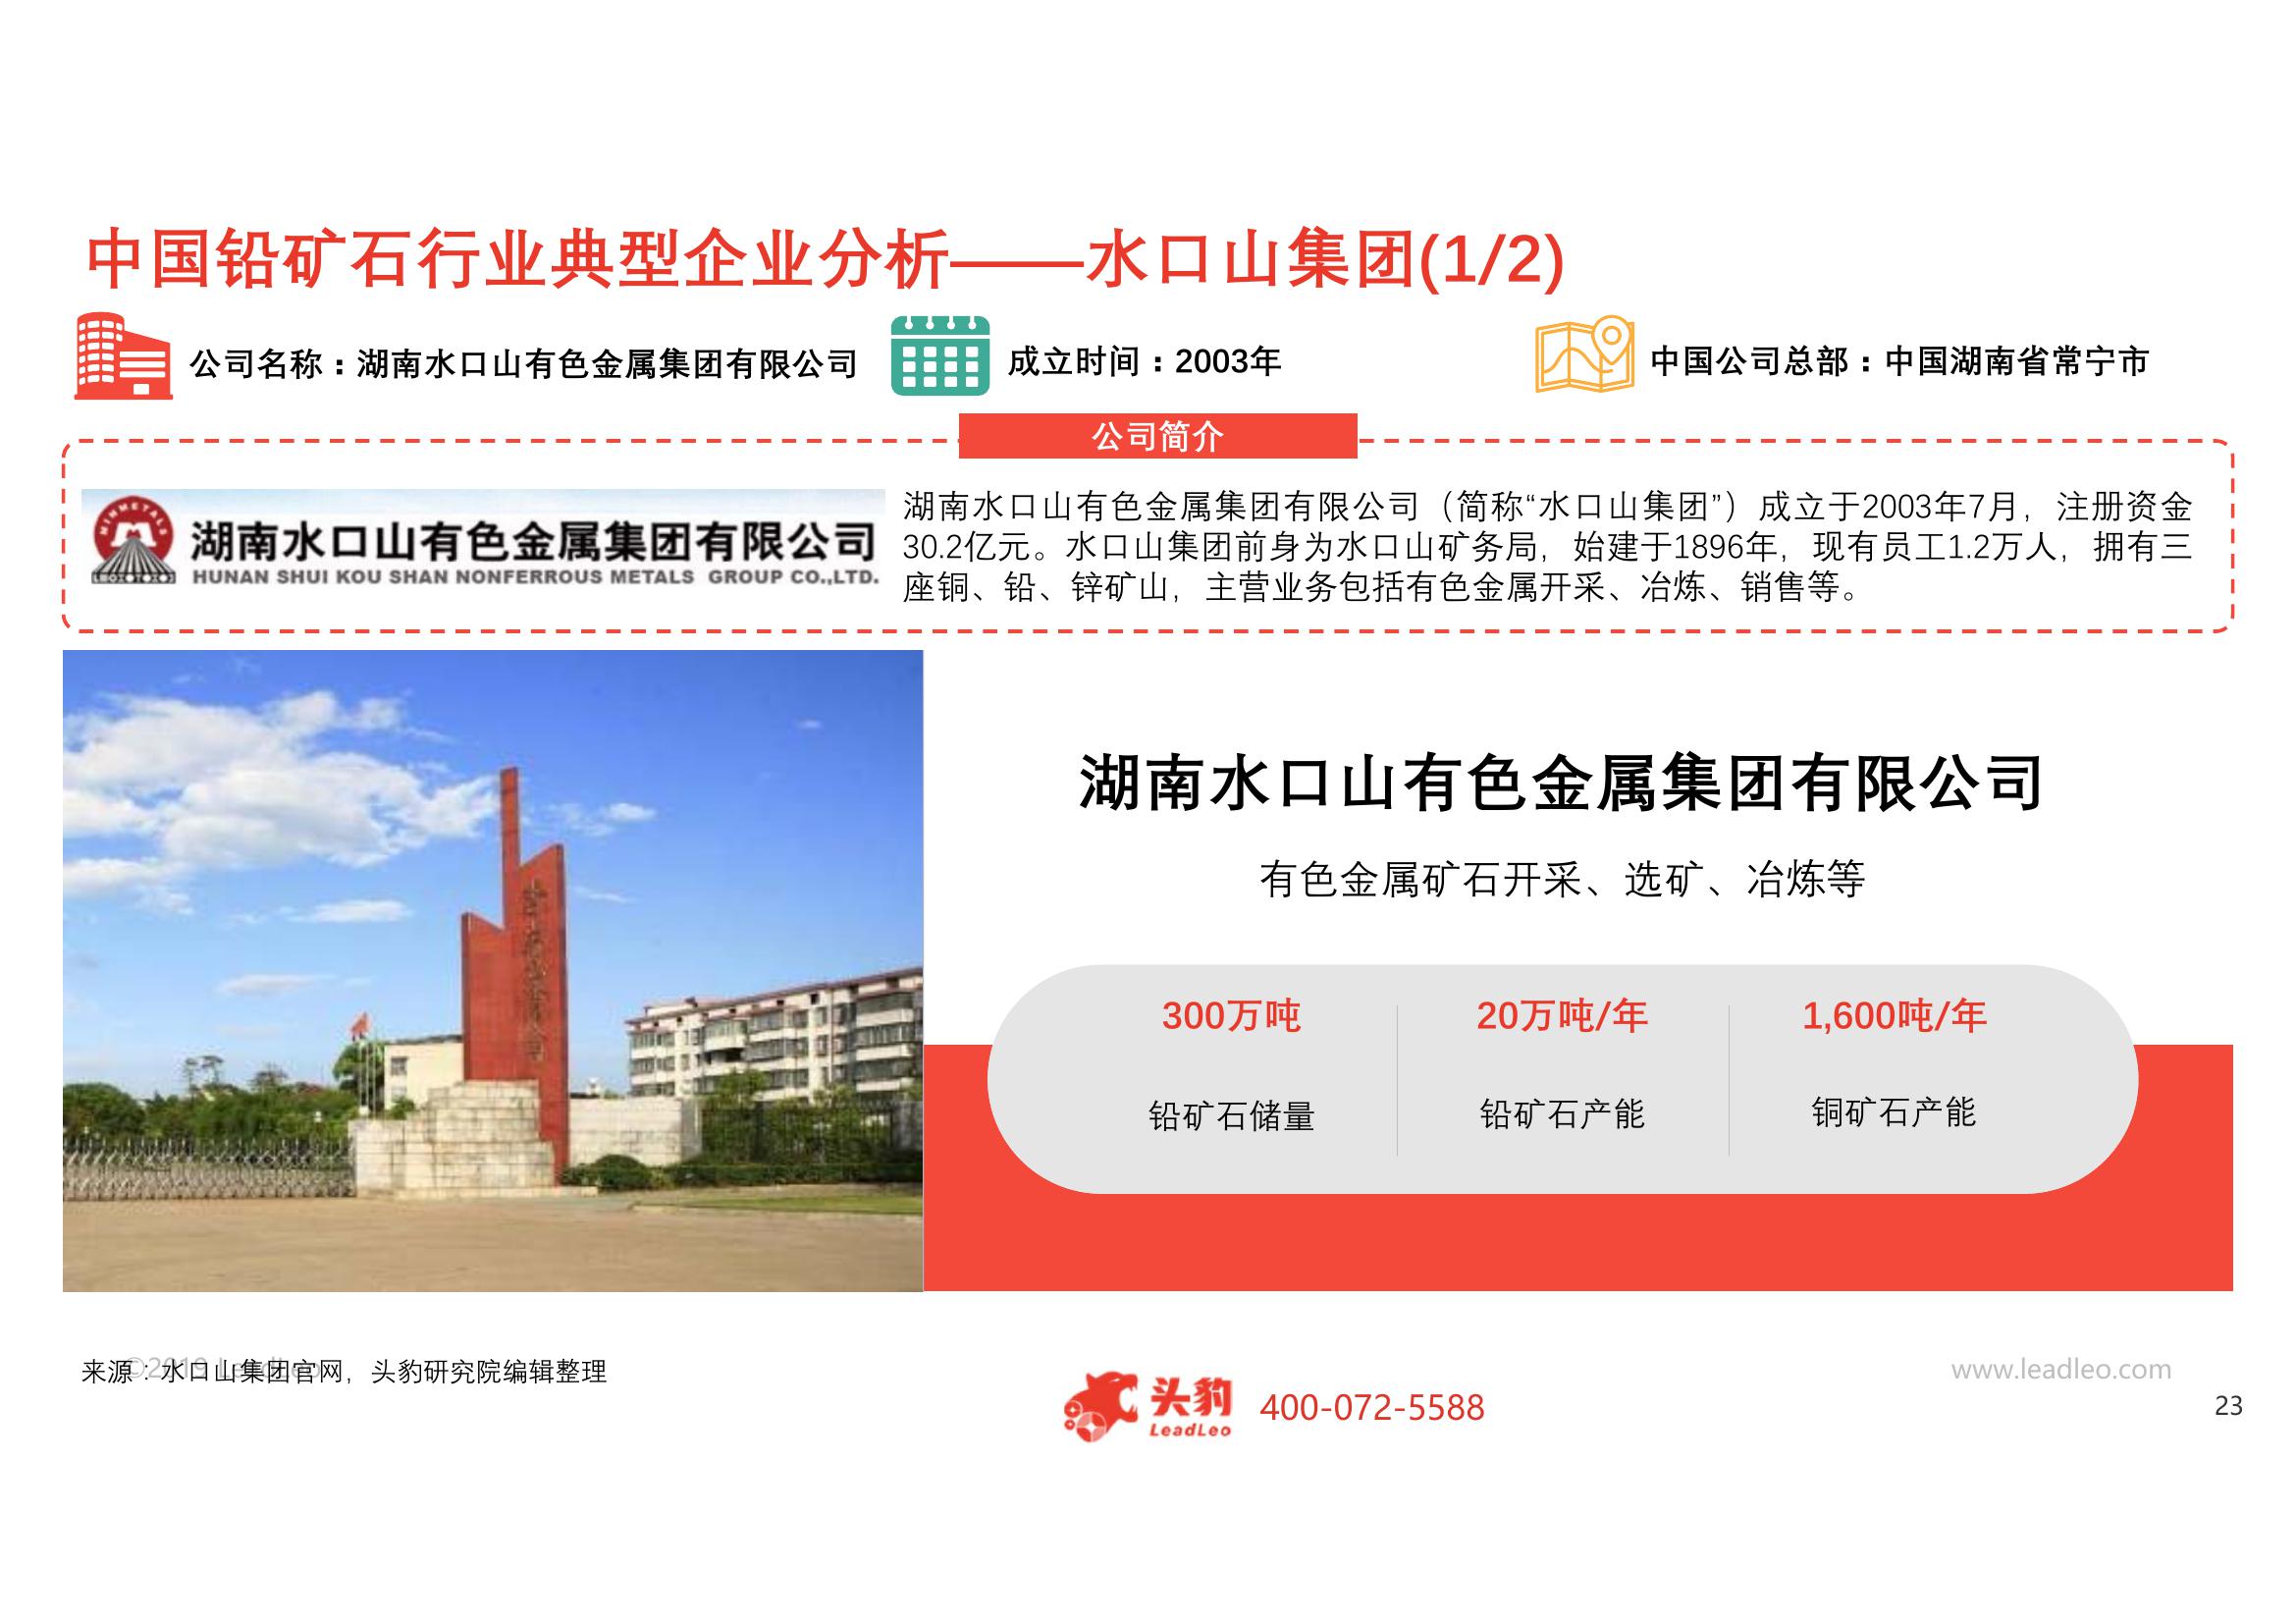 中国铅矿石行业典型企业分析——水口山集团(1/2)
公司名称：湖南水口山有色金属集团有限公司
成立时间：2003年
中国公司总部：中国湖南省常宁市
公司简介
MINMETALS
湖南水口山有色金属集团有限公司
HUNAN SHUI KOU SHAN NONFERROUS METALS GROUP CO.,LTD.
湖南水口山有色金属集团有限公司（简称“水口山集团”）成立于2003年7月，注册资金
30.2亿元。水口山集团前身为水口山矿务局，始建于1896年，现有员工1.2万人，拥有三
座铜、铅、锌矿山，主营业务包括有色金属开采、冶炼、销售等。
湖南水口山有色金属集团有限公司
有色金属矿石开采、选矿、冶炼等
300万吨
20万吨/年
1,600吨/年
铅矿石储量
铅矿石产能
铜矿石产能
©2019 LeadLeo
来源：水口山集团官网，头豹研究院编辑整理
头豹
LeadLeo
400-072-5588
www.leadleo.com
23